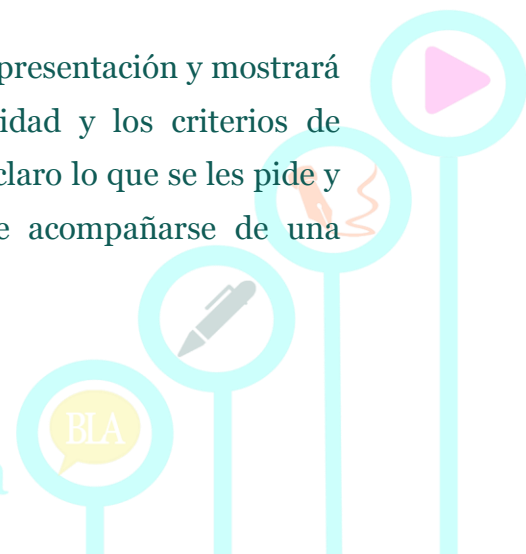 presentación y mostrará
idad y los criterios de
claro lo que se les pide y
e acompañarse de una
BLA